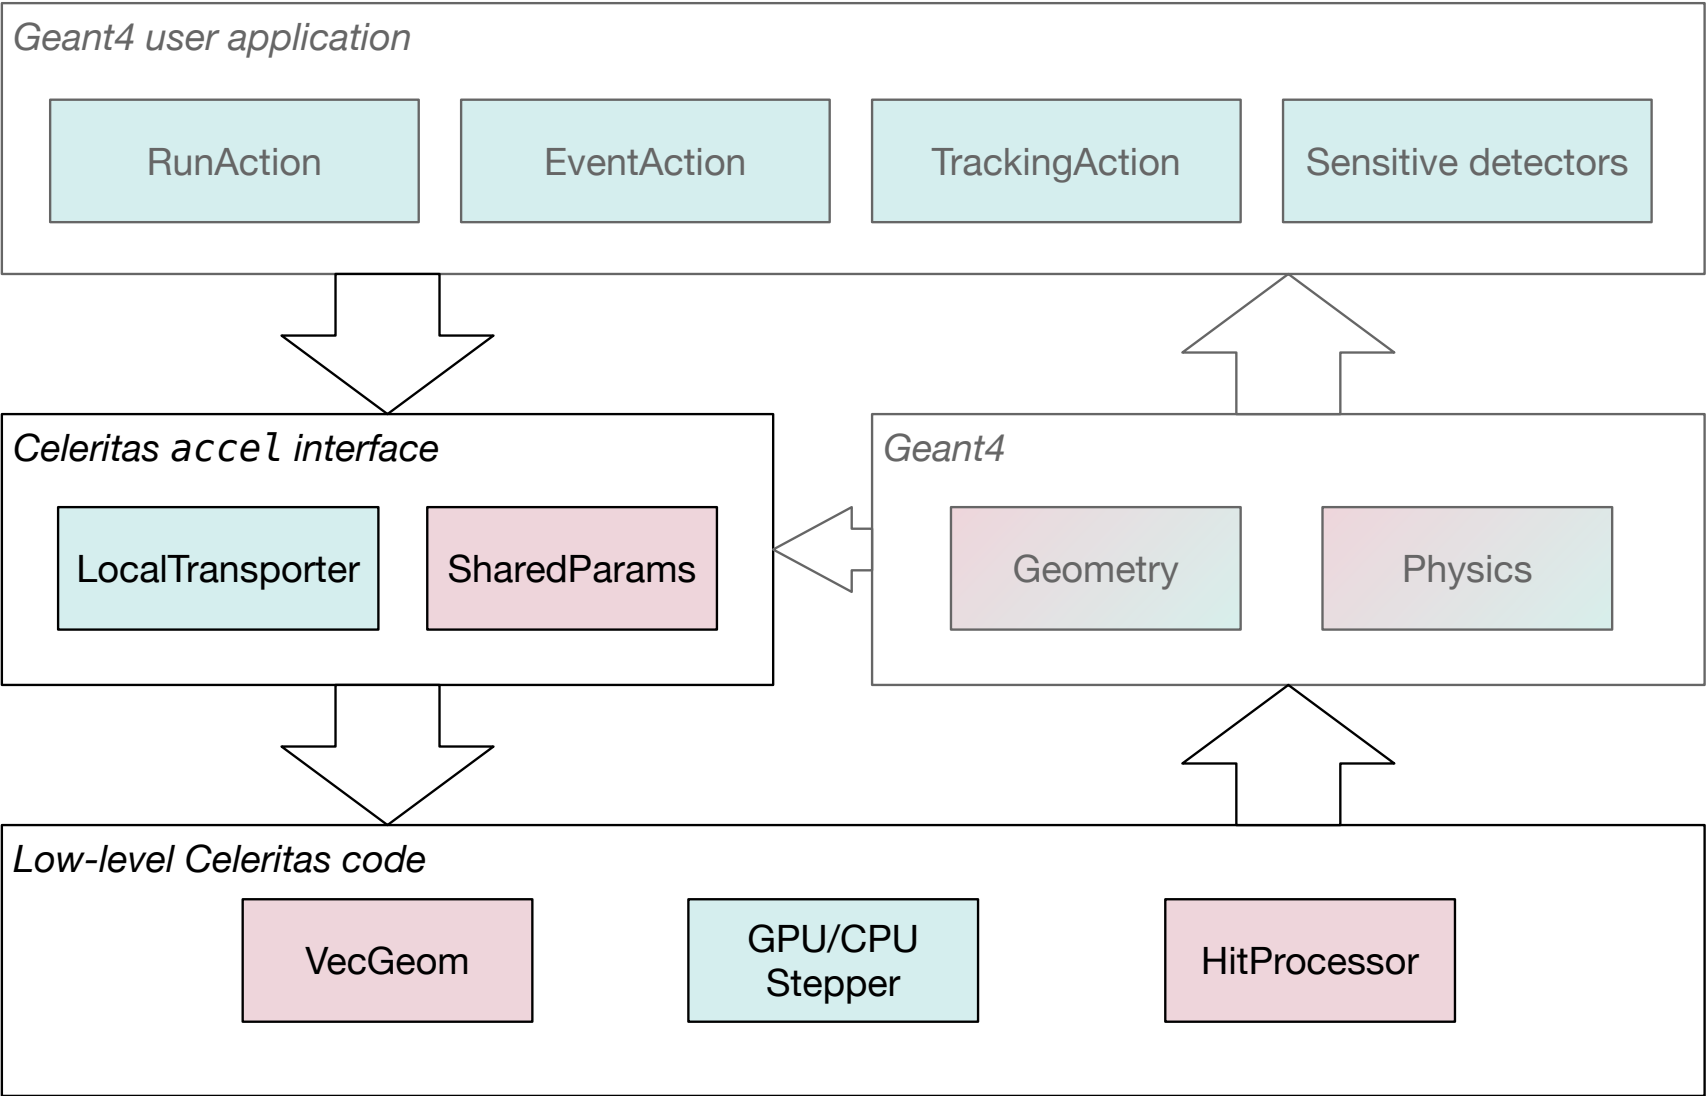 Geant4 user application
RunAction
EventAction
TrackingAction
Sensitive detectors
Celeritas accel interface
LocalTransporter
SharedParams
Geant4
Geometry
Physics
Low-level Celeritas code
VecGeom
GPU/CPU
Stepper
HitProcessor